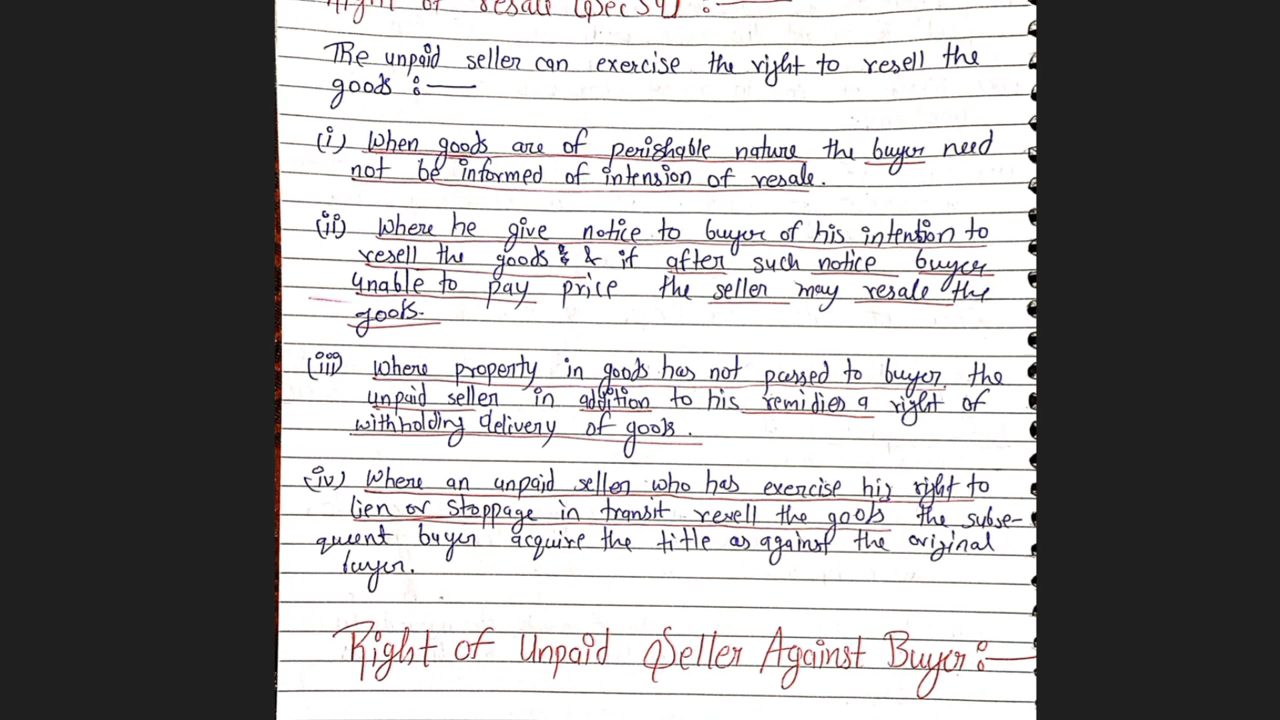 Right of resale (Sec 54) :—
The unpaid seller can exercise the right to resell the
goods :—
(i) When goods are of perishable nature the buyer need
not be informed of intension of resale.
(ii) Where he give notice to buyer of his intention to
resell the goods & & if after such notice buyer
unable to pay price the seller may resale the
goods.
(iii) Where property in goods has not passed to buyer the
unpaid seller in addition to his remidies a right of
withholding delivery of goods.
(iv) Where an unpaid seller who has exercise his right to
lien or stoppage in transit resell the goods the subse-
quent buyer acquire the title as against the original
buyer.
Right of Unpaid Seller Against Buyer :—